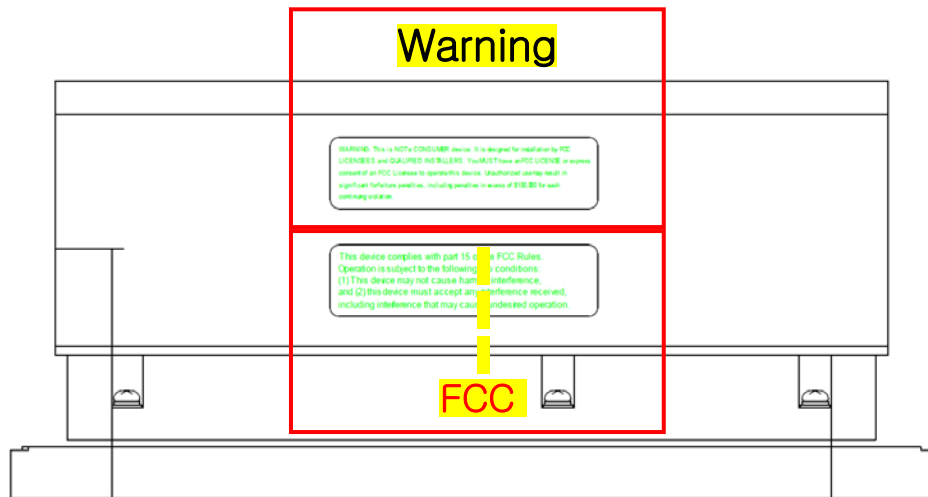 Warning
WARNING: This is NOT a CONSUMER device. It is designed for installation by FCC
LICENSEES and QUALIFIED INSTALLERS. You MUST have an FCC LICENSE or express
consent of an FCC Licensee to operate this device. Unauthorized use may result in
significant forfeiture penalties, including penalties in excess of $100,000 for each
continuing violation.
This device complies with part 15 of the FCC Rules.
Operation is subject to the following conditions:
(1) This device may not cause interference,
and (2) this device must accept any interference received,
including interference that may cause undesired operation.
FCC